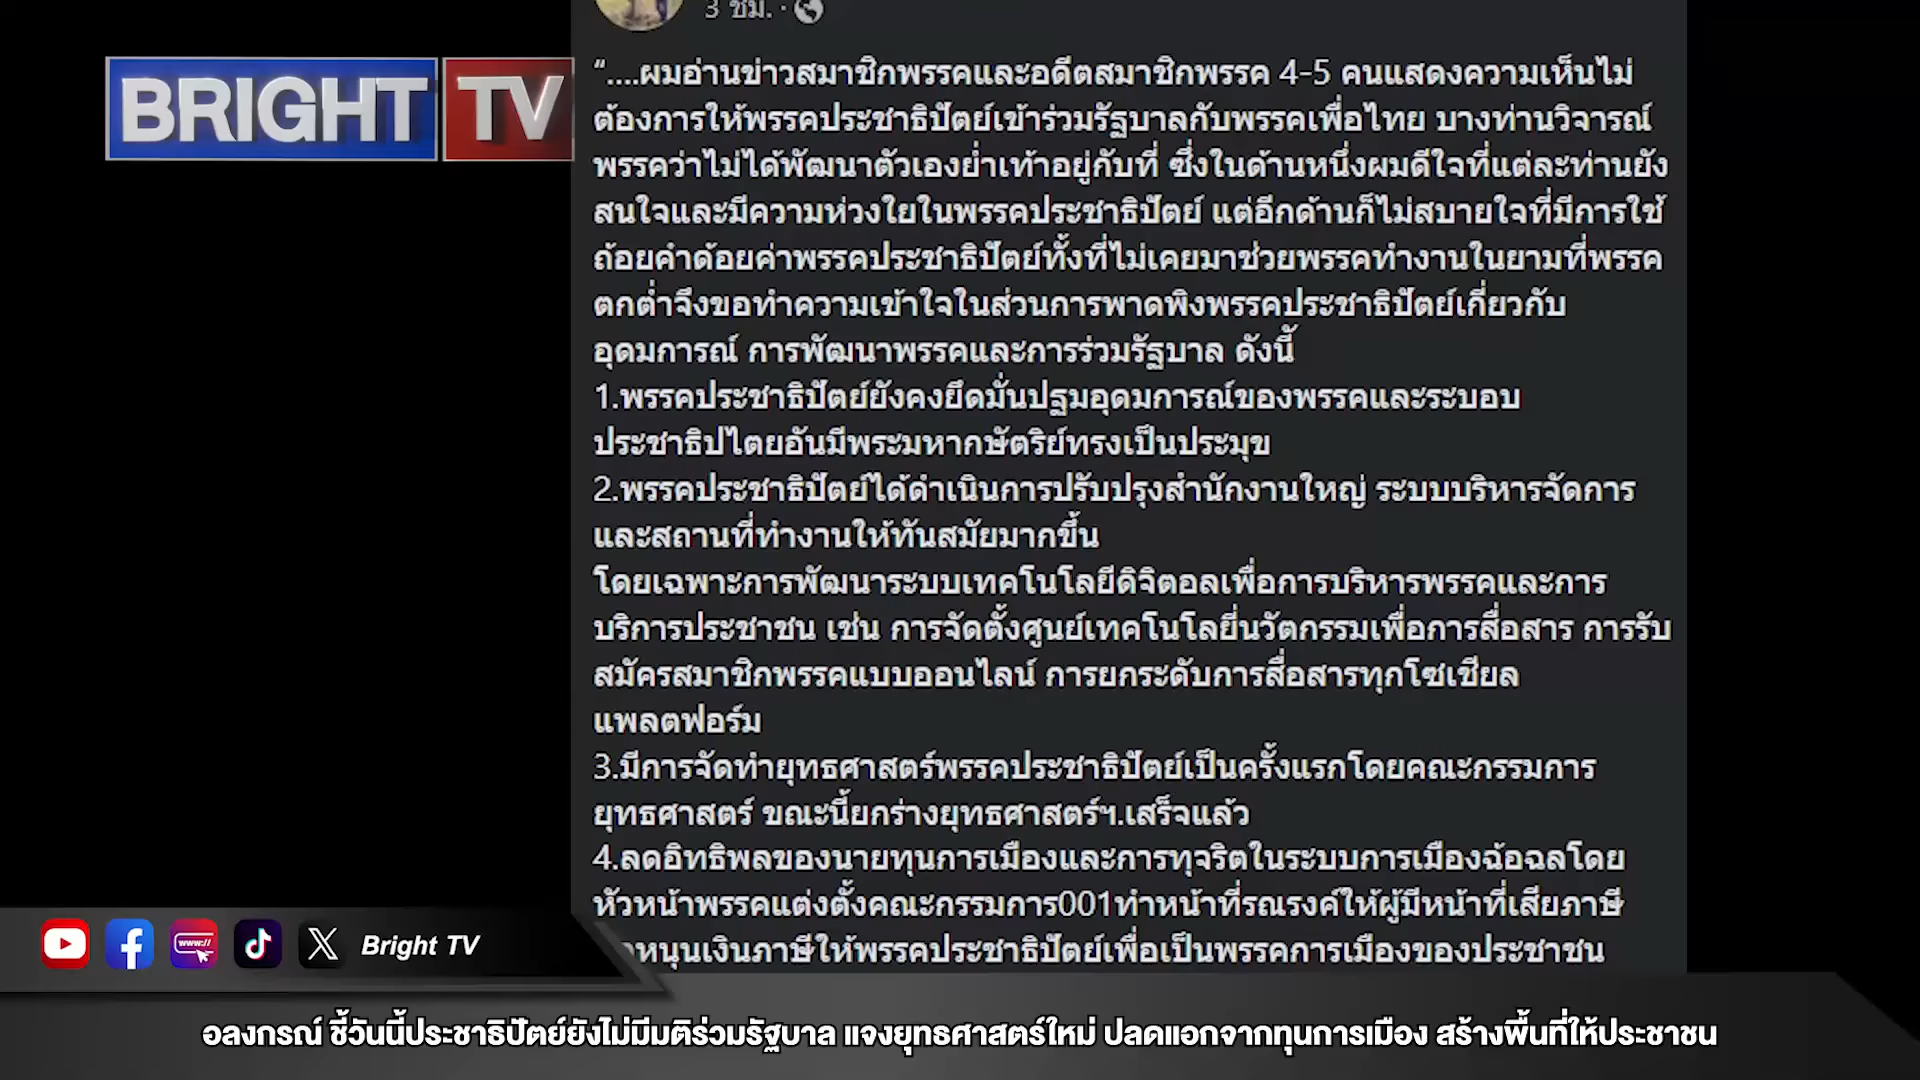 3 ชม. ·
BRIGHT TV
“....ผมอ่านข่าวสมาชิกพรรคและอดีตสมาชิกพรรค 4-5 คนแสดงความเห็นไม่
ต้องการให้พรรคประชาธิปัตย์เข้าร่วมรัฐบาลกับพรรคเพื่อไทย บางท่านวิจารณ์
พรรคว่าไม่ได้พัฒนาตัวเองย่ำเท้าอยู่กับที่ ซึ่งในด้านหนึ่งผมดีใจที่แต่ละท่านยัง
สนใจและมีความห่วงใยในพรรคประชาธิปัตย์ แต่อีกด้านก็ไม่สบายใจที่มีการใช้
ถ้อยคำด้อยค่าพรรคประชาธิปัตย์ทั้งที่ไม่เคยมาช่วยพรรคทำงานในยามที่พรรค
ตกต่ำจึงขอทำความเข้าใจในส่วนการพาดพิงพรรคประชาธิปัตย์เกี่ยวกับ
อุดมการณ์ การพัฒนาพรรคและการร่วมรัฐบาล ดังนี้
1.พรรคประชาธิปัตย์ยังคงยึดมั่นปฐมอุดมการณ์ของพรรคและระบอบ
ประชาธิปไตยอันมีพระมหากษัตริย์ทรงเป็นประมุข
2.พรรคประชาธิปัตย์ได้ดำเนินการปรับปรุงสำนักงานใหญ่ ระบบบริหารจัดการ
และสถานที่ทำงานให้ทันสมัยมากขึ้น
โดยเฉพาะการพัฒนาระบบเทคโนโลยีดิจิตอลเพื่อการบริหารพรรคและการ
บริการประชาชน เช่น การจัดตั้งศูนย์เทคโนโลยี่นวัตกรรมเพื่อการสื่อสาร การรับ
สมัครสมาชิกพรรคแบบออนไลน์ การยกระดับการสื่อสารทุกโซเชียล
แพลตฟอร์ม
3.มีการจัดทำยุทธศาสตร์พรรคประชาธิปัตย์เป็นครั้งแรกโดยคณะกรรมการ
ยุทธศาสตร์ ขณะนี้ยกร่างยุทธศาสตร์ฯ.เสร็จแล้ว
4.ลดอิทธิพลของนายทุนการเมืองและการทุจริตในระบบการเมืองฉ้อฉลโดย
หัวหน้าพรรคแต่งตั้งคณะกรรมการ001ทำหน้าที่รณรงค์ให้ผู้มีหน้าที่เสียภาษี
หนุนเงินภาษีให้พรรคประชาธิปัตย์เพื่อเป็นพรรคการเมืองของประชาชน
www://
Bright TV
อลงกรณ์ ชี้วันนี้ประชาธิปัตย์ยังไม่มีมติร่วมรัฐบาล แจงยุทธศาสตร์ใหม่ ปลดแอกจากทุนการเมือง สร้างพื้นที่ให้ประชาชน